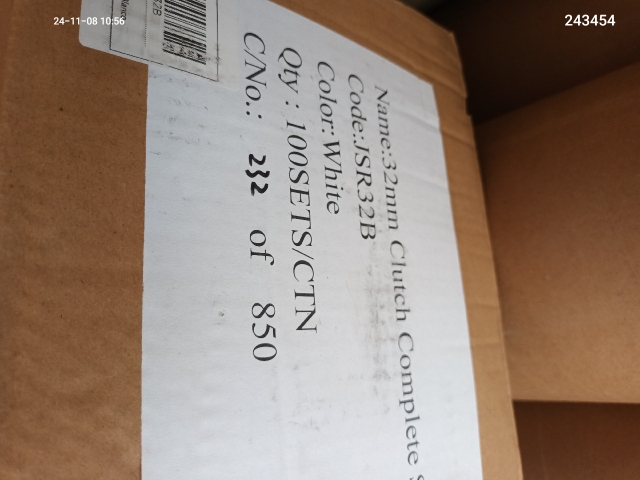 24-11-08 10:56
243454
Name:32mm Clutch Complete S
Code:JSR32B
Color:White
Qty : 100SETS/CTN
C/No.: 232 of 850